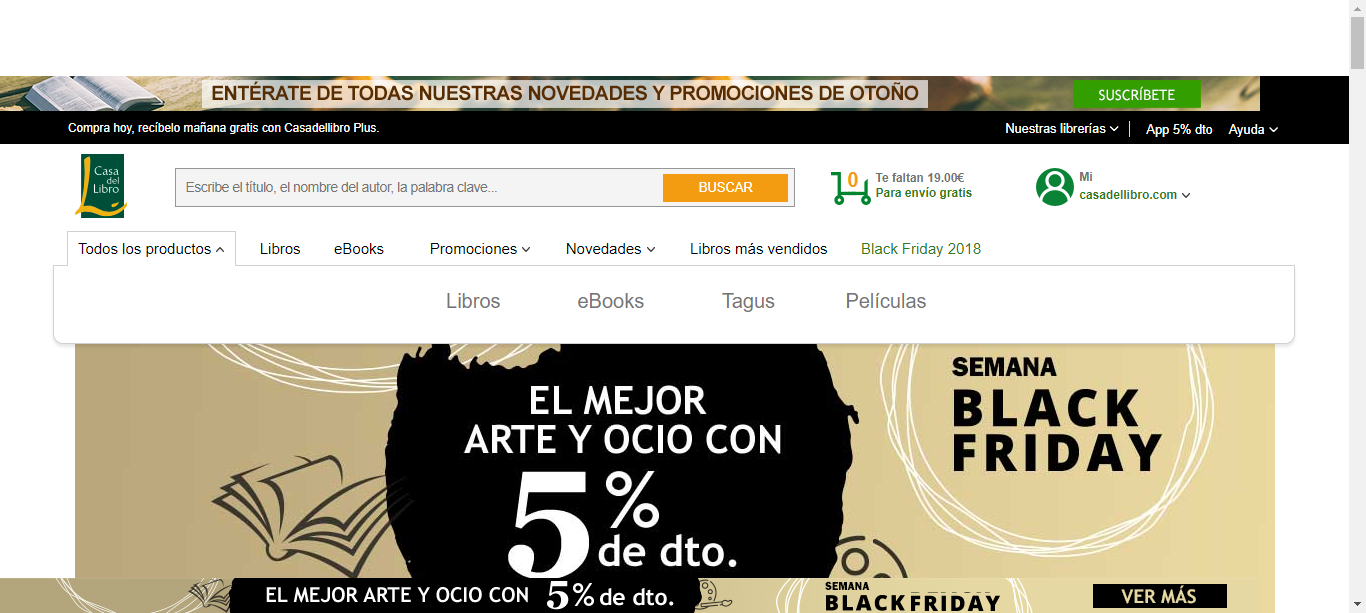 ENTÉRATE DE TODAS NUESTRAS NOVEDADES Y PROMOCIONES DE OTOÑO
SUSCRÍBETE
Compra hoy, recíbelo mañana gratis con Casadellibro Plus.
Nuestras librerías
App 5% dto
Ayuda
Casa
del
Libro
Escribe el título, el nombre del autor, la palabra clave...
BUSCAR
0
Te faltan 19.00€
Para envío gratis
Mi
casadellibro.com
Todos los productos
Libros
eBooks
Promociones
Novedades
Libros más vendidos
Black Friday 2018
Libros
eBooks
Tagus
Películas
EL MEJOR
ARTE Y OCIO CON
5%
de dto.
SEMANA
BLACK
FRIDAY
EL MEJOR ARTE Y OCIO CON 5% de dto.
SEMANA
BLACK FRIDAY
VER MÁS